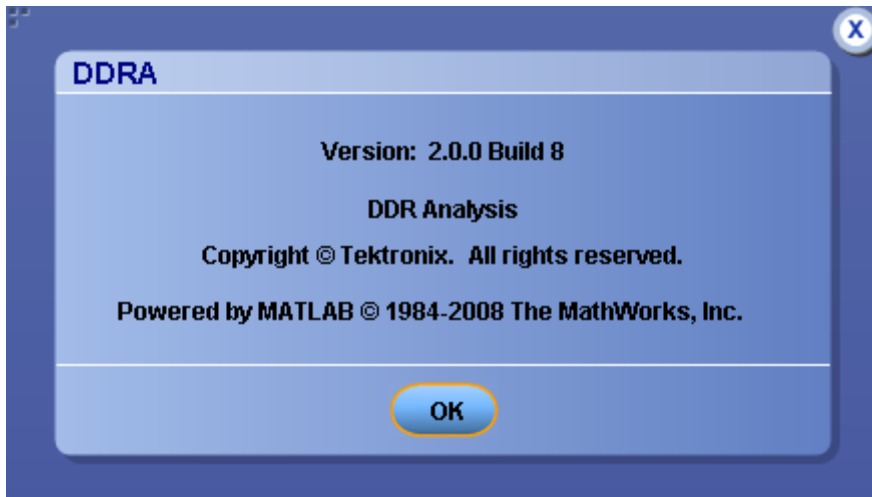 X
DDRA
Version: 2.0.0 Build 8
DDR Analysis
Copyright © Tektronix. All rights reserved.
Powered by MATLAB © 1984-2008 The MathWorks, Inc.
OK